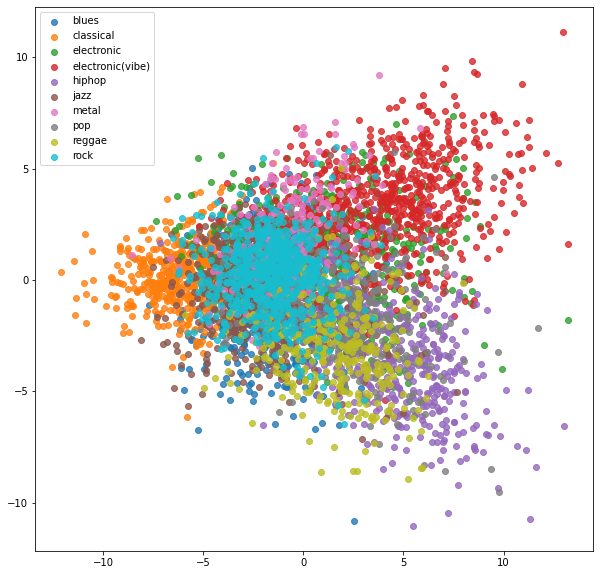 blues
classical
electronic
electronic(vibe)
hiphop
jazz
metal
pop
reggae
rock
10
5
0
−5
−10
−10
−5
0
5
10